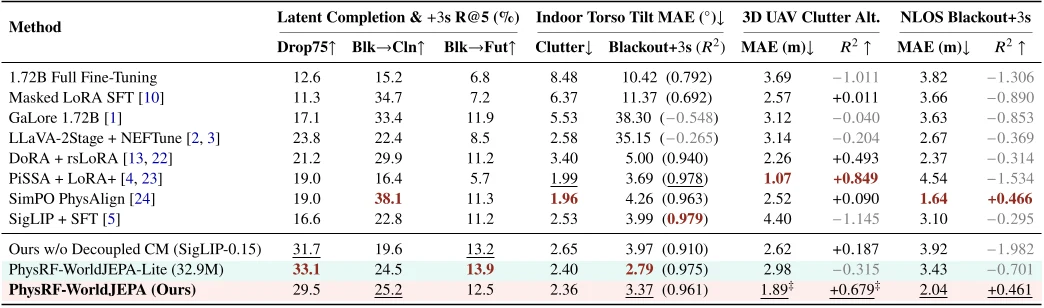 Method Latent Completion & +3s R@5 (%) Indoor Torso Tilt MAE (°)↓ 3D UAV Clutter Alt. NLOS Blackout+3s
Drop75↑ Blk→Cln↑ Blk→Fut↑ Clutter↓ Blackout+3s (R²) MAE (m)↓ R² ↑ MAE (m)↓ R² ↑
1.72B Full Fine-Tuning 12.6 15.2 6.8 8.48 10.42 (0.792) 3.69 −1.011 3.82 −1.306
Masked LoRA SFT [10] 11.3 34.7 7.2 6.37 11.37 (0.692) 2.57 +0.011 3.66 −0.890
GaLore 1.72B [1] 17.1 33.4 11.9 5.53 38.30 (−0.548) 3.12 −0.040 3.63 −0.853
LLaVA-2Stage + NEFTune [2, 3] 23.8 22.4 8.5 2.58 35.15 (−0.265) 3.14 −0.204 2.67 −0.369
DoRA + rsLoRA [13, 22] 21.2 29.9 11.2 3.40 5.00 (0.940) 2.26 +0.493 2.37 −0.314
PiSSA + LoRA+ [4, 23] 19.0 16.4 5.7 1.99 3.69 (0.978) 1.07 +0.849 4.54 −1.534
SimPO PhysAlign [24] 19.0 38.1 11.3 1.96 4.26 (0.963) 2.52 +0.090 1.64 +0.466
SigLIP + SFT [5] 16.6 22.8 11.2 2.53 3.99 (0.979) 4.40 −1.145 3.10 −0.295
Ours w/o Decoupled CM (SigLIP-0.15) 31.7 19.6 13.2 2.65 3.97 (0.910) 2.62 +0.187 3.92 −1.982
PhysRF-WorldJEPA-Lite (32.9M) 33.1 24.5 13.9 2.40 2.79 (0.975) 2.98 −0.315 3.43 −0.701
PhysRF-WorldJEPA (Ours) 29.5 25.2 12.5 2.36 3.37 (0.961) 1.89‡ +0.679‡ 2.04 +0.461